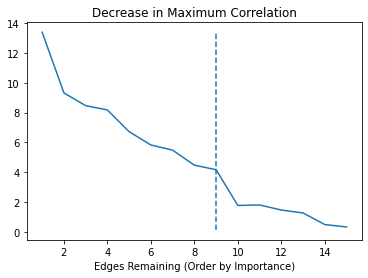 Decrease in Maximum Correlation
14
12
10
8
6
4
2
0
2 4 6 8 10 12 14
Edges Remaining (Order by Importance)